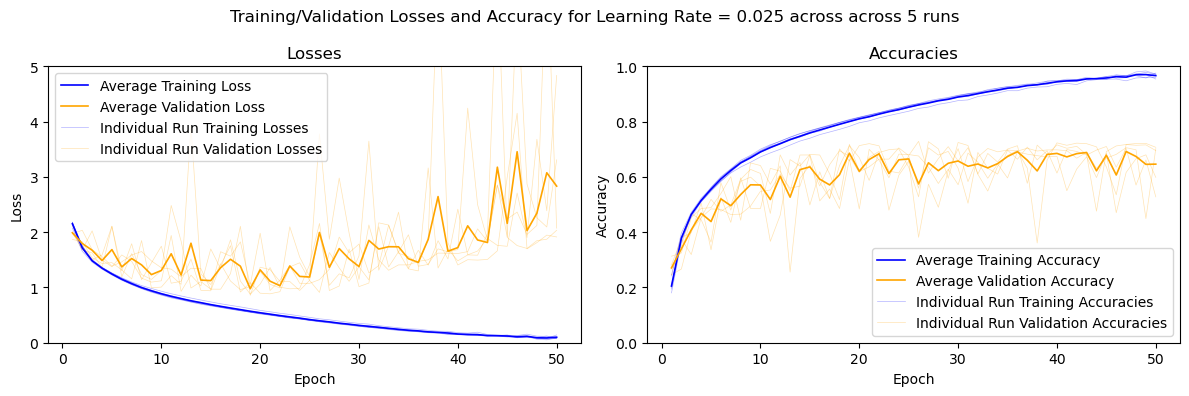 Training/Validation Losses and Accuracy for Learning Rate = 0.025 across across 5 runs
Losses
5
4
3
2
1
0
Loss
Average Training Loss
Average Validation Loss
Individual Run Training Losses
Individual Run Validation Losses
0 10 20 30 40 50
Epoch
Accuracies
1.0
0.8
0.6
0.4
0.2
0.0
Accuracy
Average Training Accuracy
Average Validation Accuracy
Individual Run Training Accuracies
Individual Run Validation Accuracies
0 10 20 30 40 50
Epoch